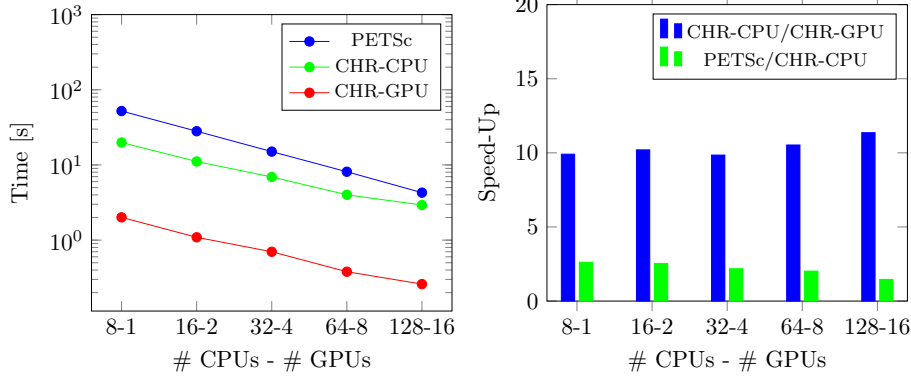 10^3
10^2
10^1
10^0
Time [s]
PETSc
CHR-CPU
CHR-GPU
8-1 16-2 32-4 64-8 128-16
# CPUs - # GPUs
20
15
10
5
0
Speed-Up
CHR-CPU/CHR-GPU
PETSc/CHR-CPU
8-1 16-2 32-4 64-8 128-16
# CPUs - # GPUs